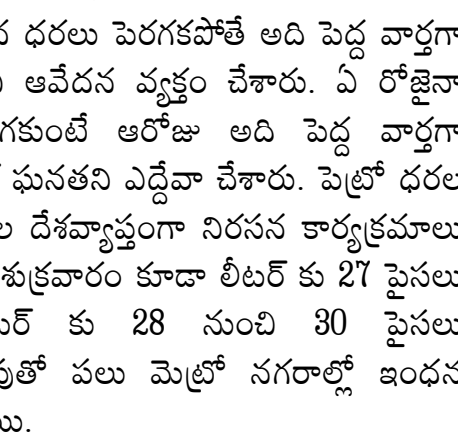 ధరలు పెరగకపోతే అది పెద్ద వార్తగా
ఆవేదన వ్యక్తం చేశారు. ఏ రోజైనా
గకుంటే ఆరోజు అది పెద్ద వార్తగా
ఘనతని ఎద్దేవా చేశారు. పెట్రో ధరల
ల దేశవ్యాప్తంగా నిరసన కార్యక్రమాలు
శుక్రవారం కూడా లీటర్ కు 27 పైసలు
టర్ కు 28 నుంచి 30 పైసలు
పుతో పలు మెట్రో నగరాల్లో ఇంధన